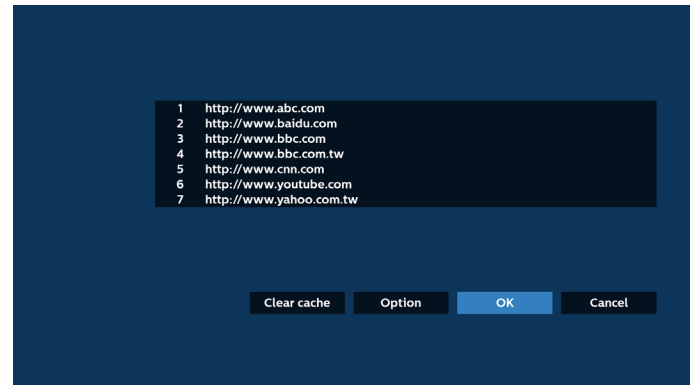 1 http://www.abc.com
2 http://www.baidu.com
3 http://www.bbc.com
4 http://www.bbc.com.tw
5 http://www.cnn.com
6 http://www.youtube.com
7 http://www.yahoo.com.tw
Clear cache Option OK Cancel